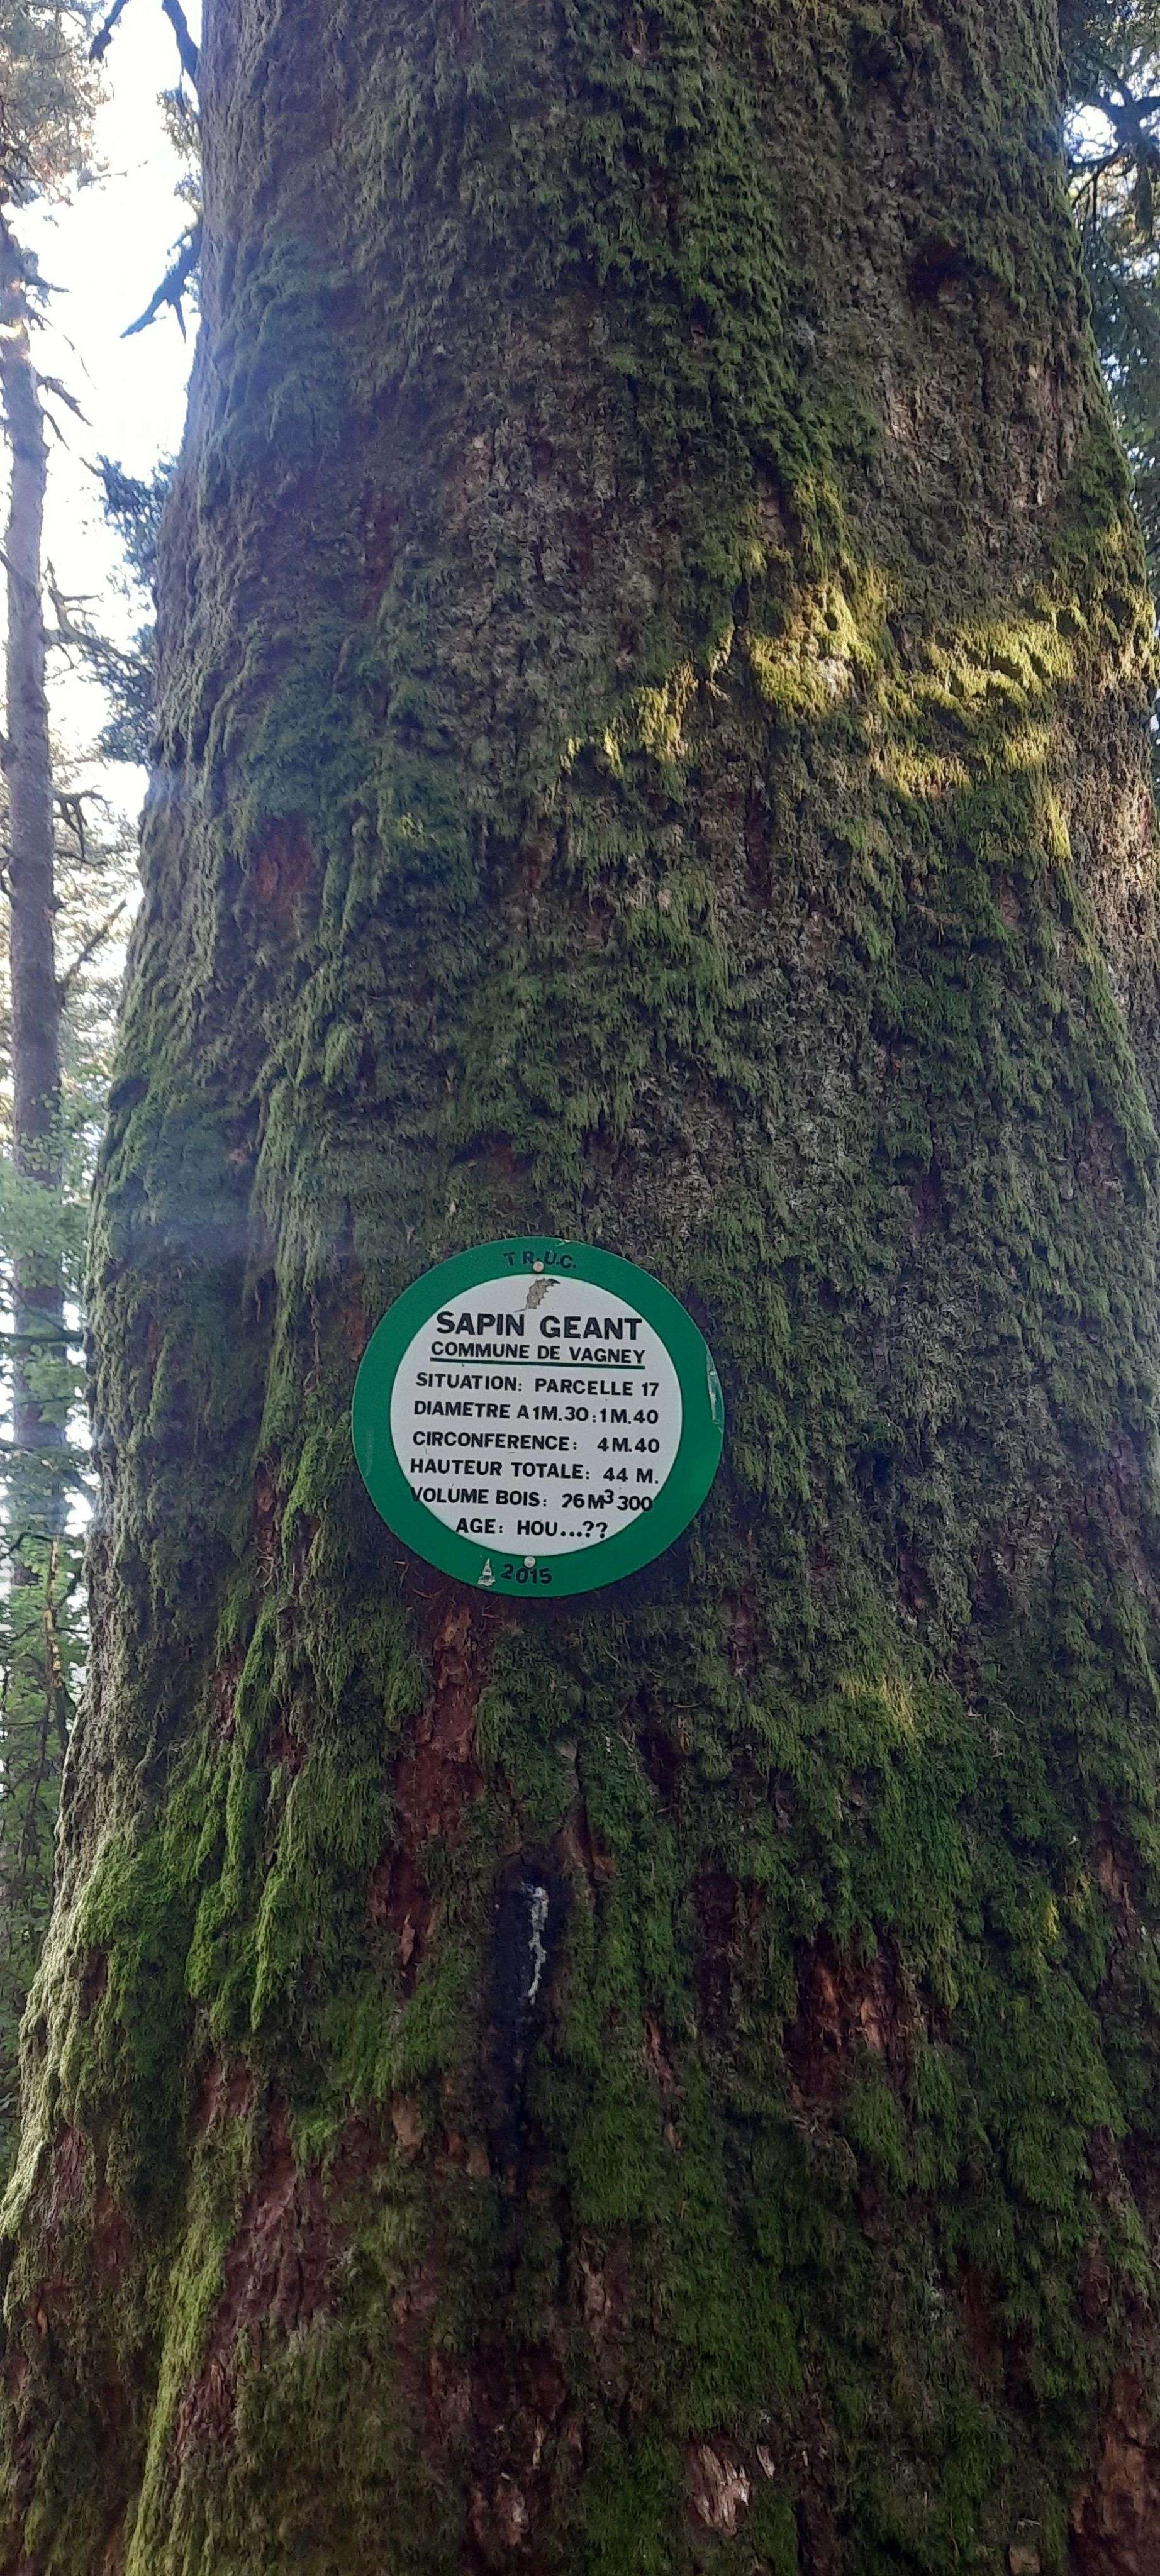 T.R.U.C.
SAPIN GEANT
COMMUNE DE VAGNEY
SITUATION: PARCELLE 17
DIAMETRE A 1M.30 : 1M.40
CIRCONFERENCE: 4M.40
HAUTEUR TOTALE: 44 M.
VOLUME BOIS: 26M³300
AGE: HOU...??
2015